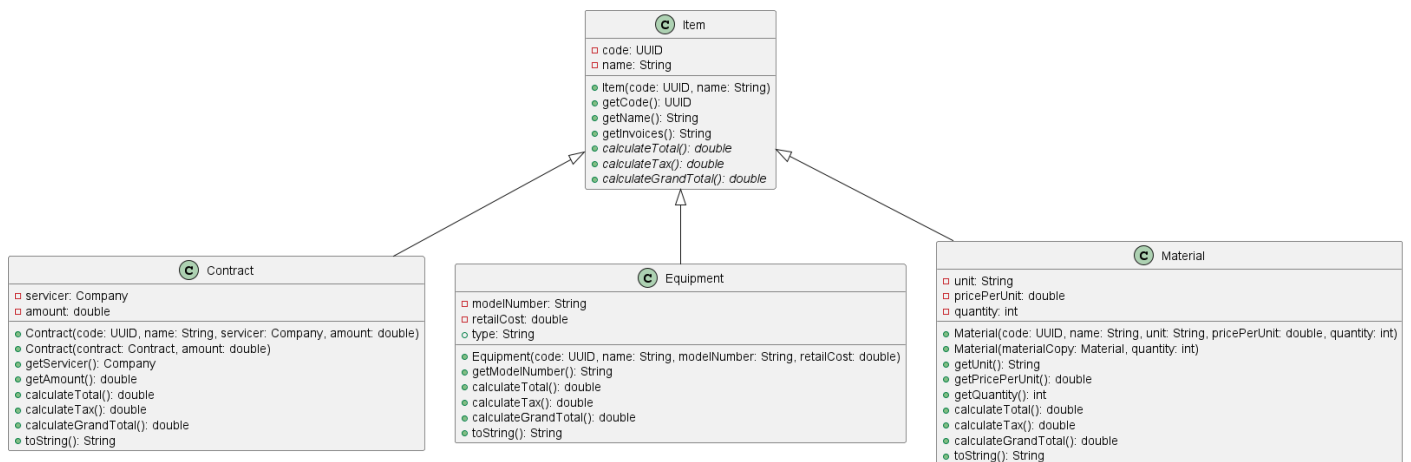 C Item
code: UUID
name: String
Item(code: UUID, name: String)
getCode(): UUID
getName(): String
getInvoices(): String
calculateTotal(): double
calculateTax(): double
calculateGrandTotal(): double
C Contract
servicer: Company
amount: double
Contract(code: UUID, name: String, servicer: Company, amount: double)
Contract(contract: Contract, amount: double)
getServicer(): Company
getAmount(): double
calculateTotal(): double
calculateTax(): double
calculateGrandTotal(): double
toString(): String
C Equipment
modelNumber: String
retailCost: double
type: String
Equipment(code: UUID, name: String, modelNumber: String, retailCost: double)
getModelNumber(): String
calculateTotal(): double
calculateTax(): double
calculateGrandTotal(): double
toString(): String
C Material
unit: String
pricePerUnit: double
quantity: int
Material(code: UUID, name: String, unit: String, pricePerUnit: double, quantity: int)
Material(materialCopy: Material, quantity: int)
getUnit(): String
getPricePerUnit(): double
getQuantity(): int
calculateTotal(): double
calculateTax(): double
calculateGrandTotal(): double
toString(): String